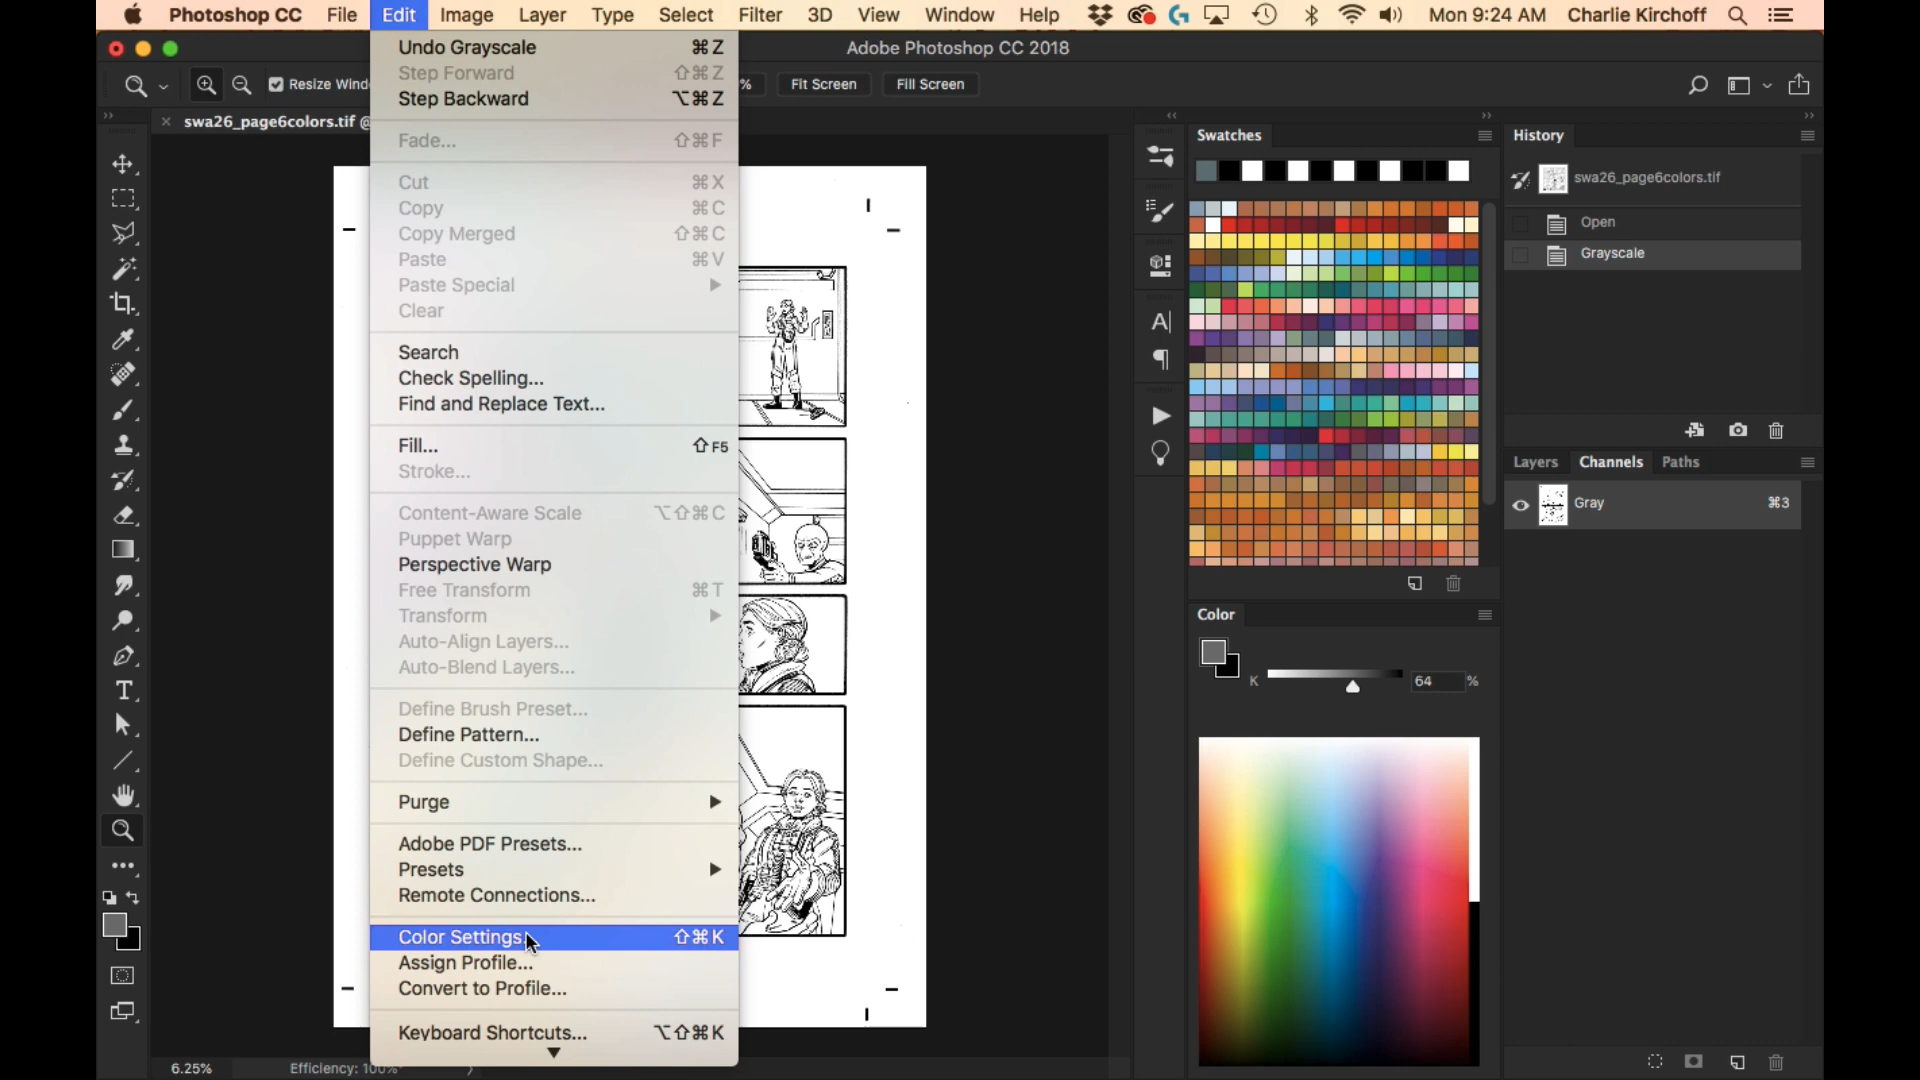 Photoshop CC File Edit Image Layer Type Select Filter 3D View Window Help Mon 9:24 AM Charlie Kirchoff
Adobe Photoshop CC 2018
Resize Wind % Fit Screen Fill Screen
swa26_page6colors.tif @
Undo Grayscale ⌘Z
Step Forward ⇧⌘Z
Step Backward ⌥⌘Z
Fade... ⇧⌘F
Cut ⌘X
Copy ⌘C
Copy Merged ⇧⌘C
Paste ⌘V
Paste Special
Clear
Search
Check Spelling...
Find and Replace Text...
Fill... ⇧F5
Stroke...
Content-Aware Scale ⌥⇧⌘C
Puppet Warp
Perspective Warp
Free Transform ⌘T
Transform
Auto-Align Layers...
Auto-Blend Layers...
Define Brush Preset...
Define Pattern...
Define Custom Shape...
Purge
Adobe PDF Presets...
Presets
Remote Connections...
Color Settings ⇧⌘K
Assign Profile...
Convert to Profile...
Keyboard Shortcuts... ⌥⇧⌘K
6.25% Efficiency: 100%*
Swatches
Color
K 64 %
History
swa26_page6colors.tif
Open
Grayscale
Layers Channels Paths
Gray ⌘3